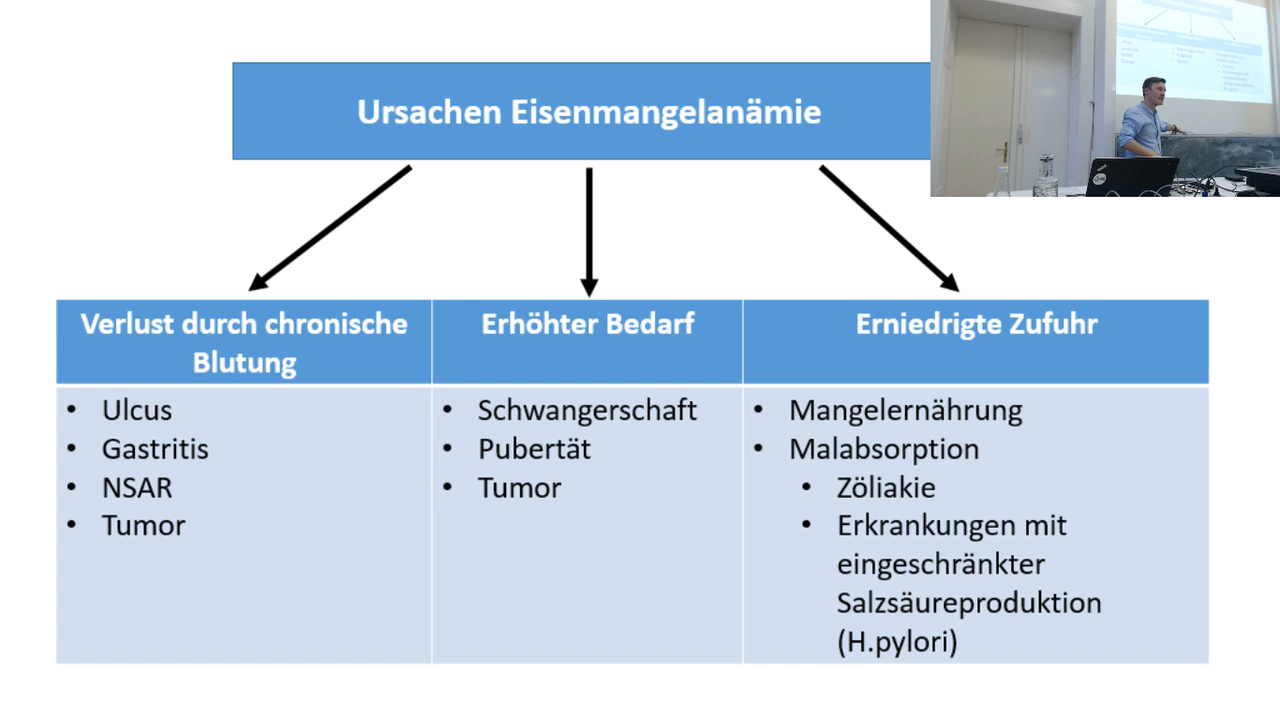 Ursachen Eisenmangelanämie
Verlust durch chronische
Blutung
Erhöhter Bedarf
Erniedrigte Zufuhr
• Ulcus
• Gastritis
• NSAR
• Tumor
• Schwangerschaft
• Pubertät
• Tumor
• Mangelernährung
• Malabsorption
• Zöliakie
• Erkrankungen mit
eingeschränkter
Salzsäureproduktion
(H.pylori)